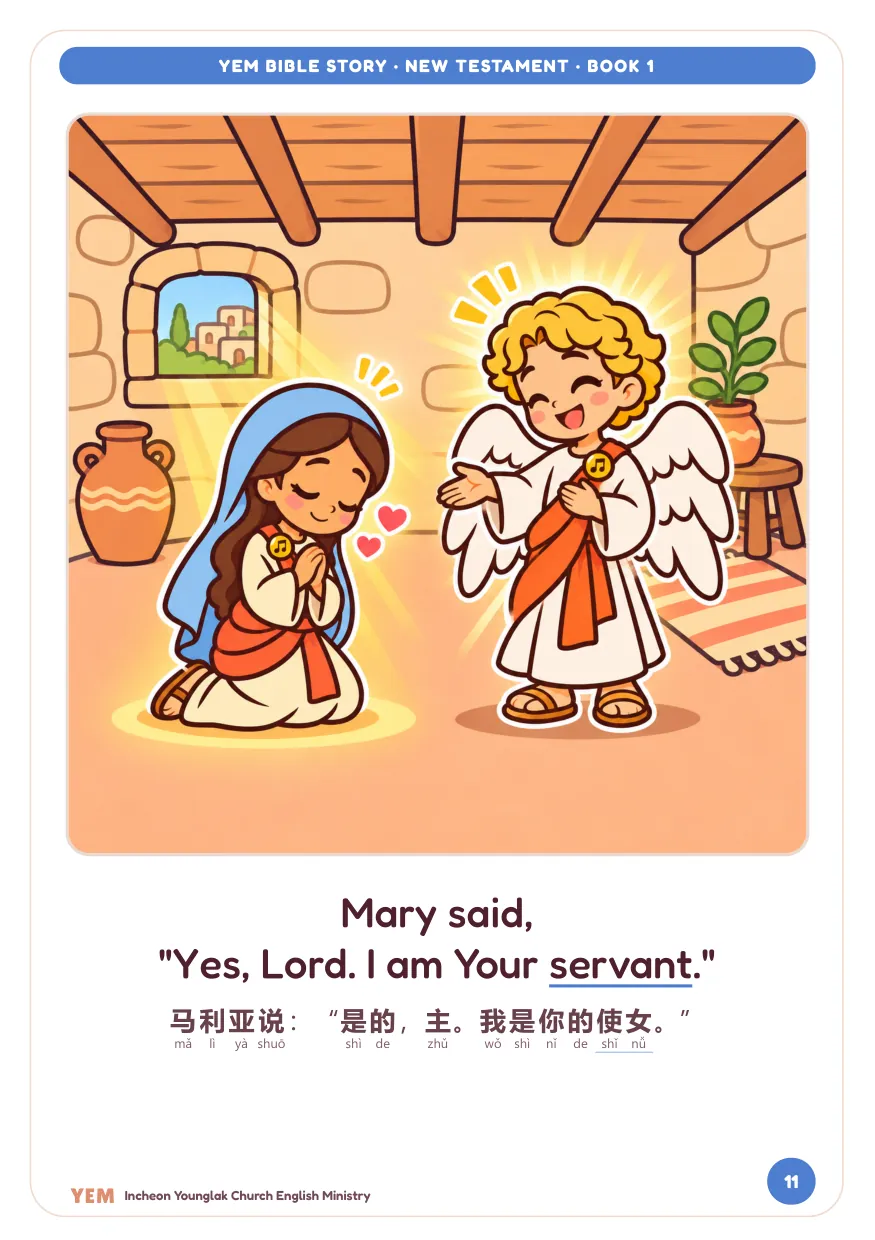 YEM BIBLE STORY · NEW TESTAMENT · BOOK 1
Mary said,
"Yes, Lord. I am Your servant."
马利亚说：“是的，主。我是你的使女。”
mǎ lì yà shuō shì de zhǔ wǒ shì nǐ de shǐ nǚ
YEM Incheon Younglak Church English Ministry
11